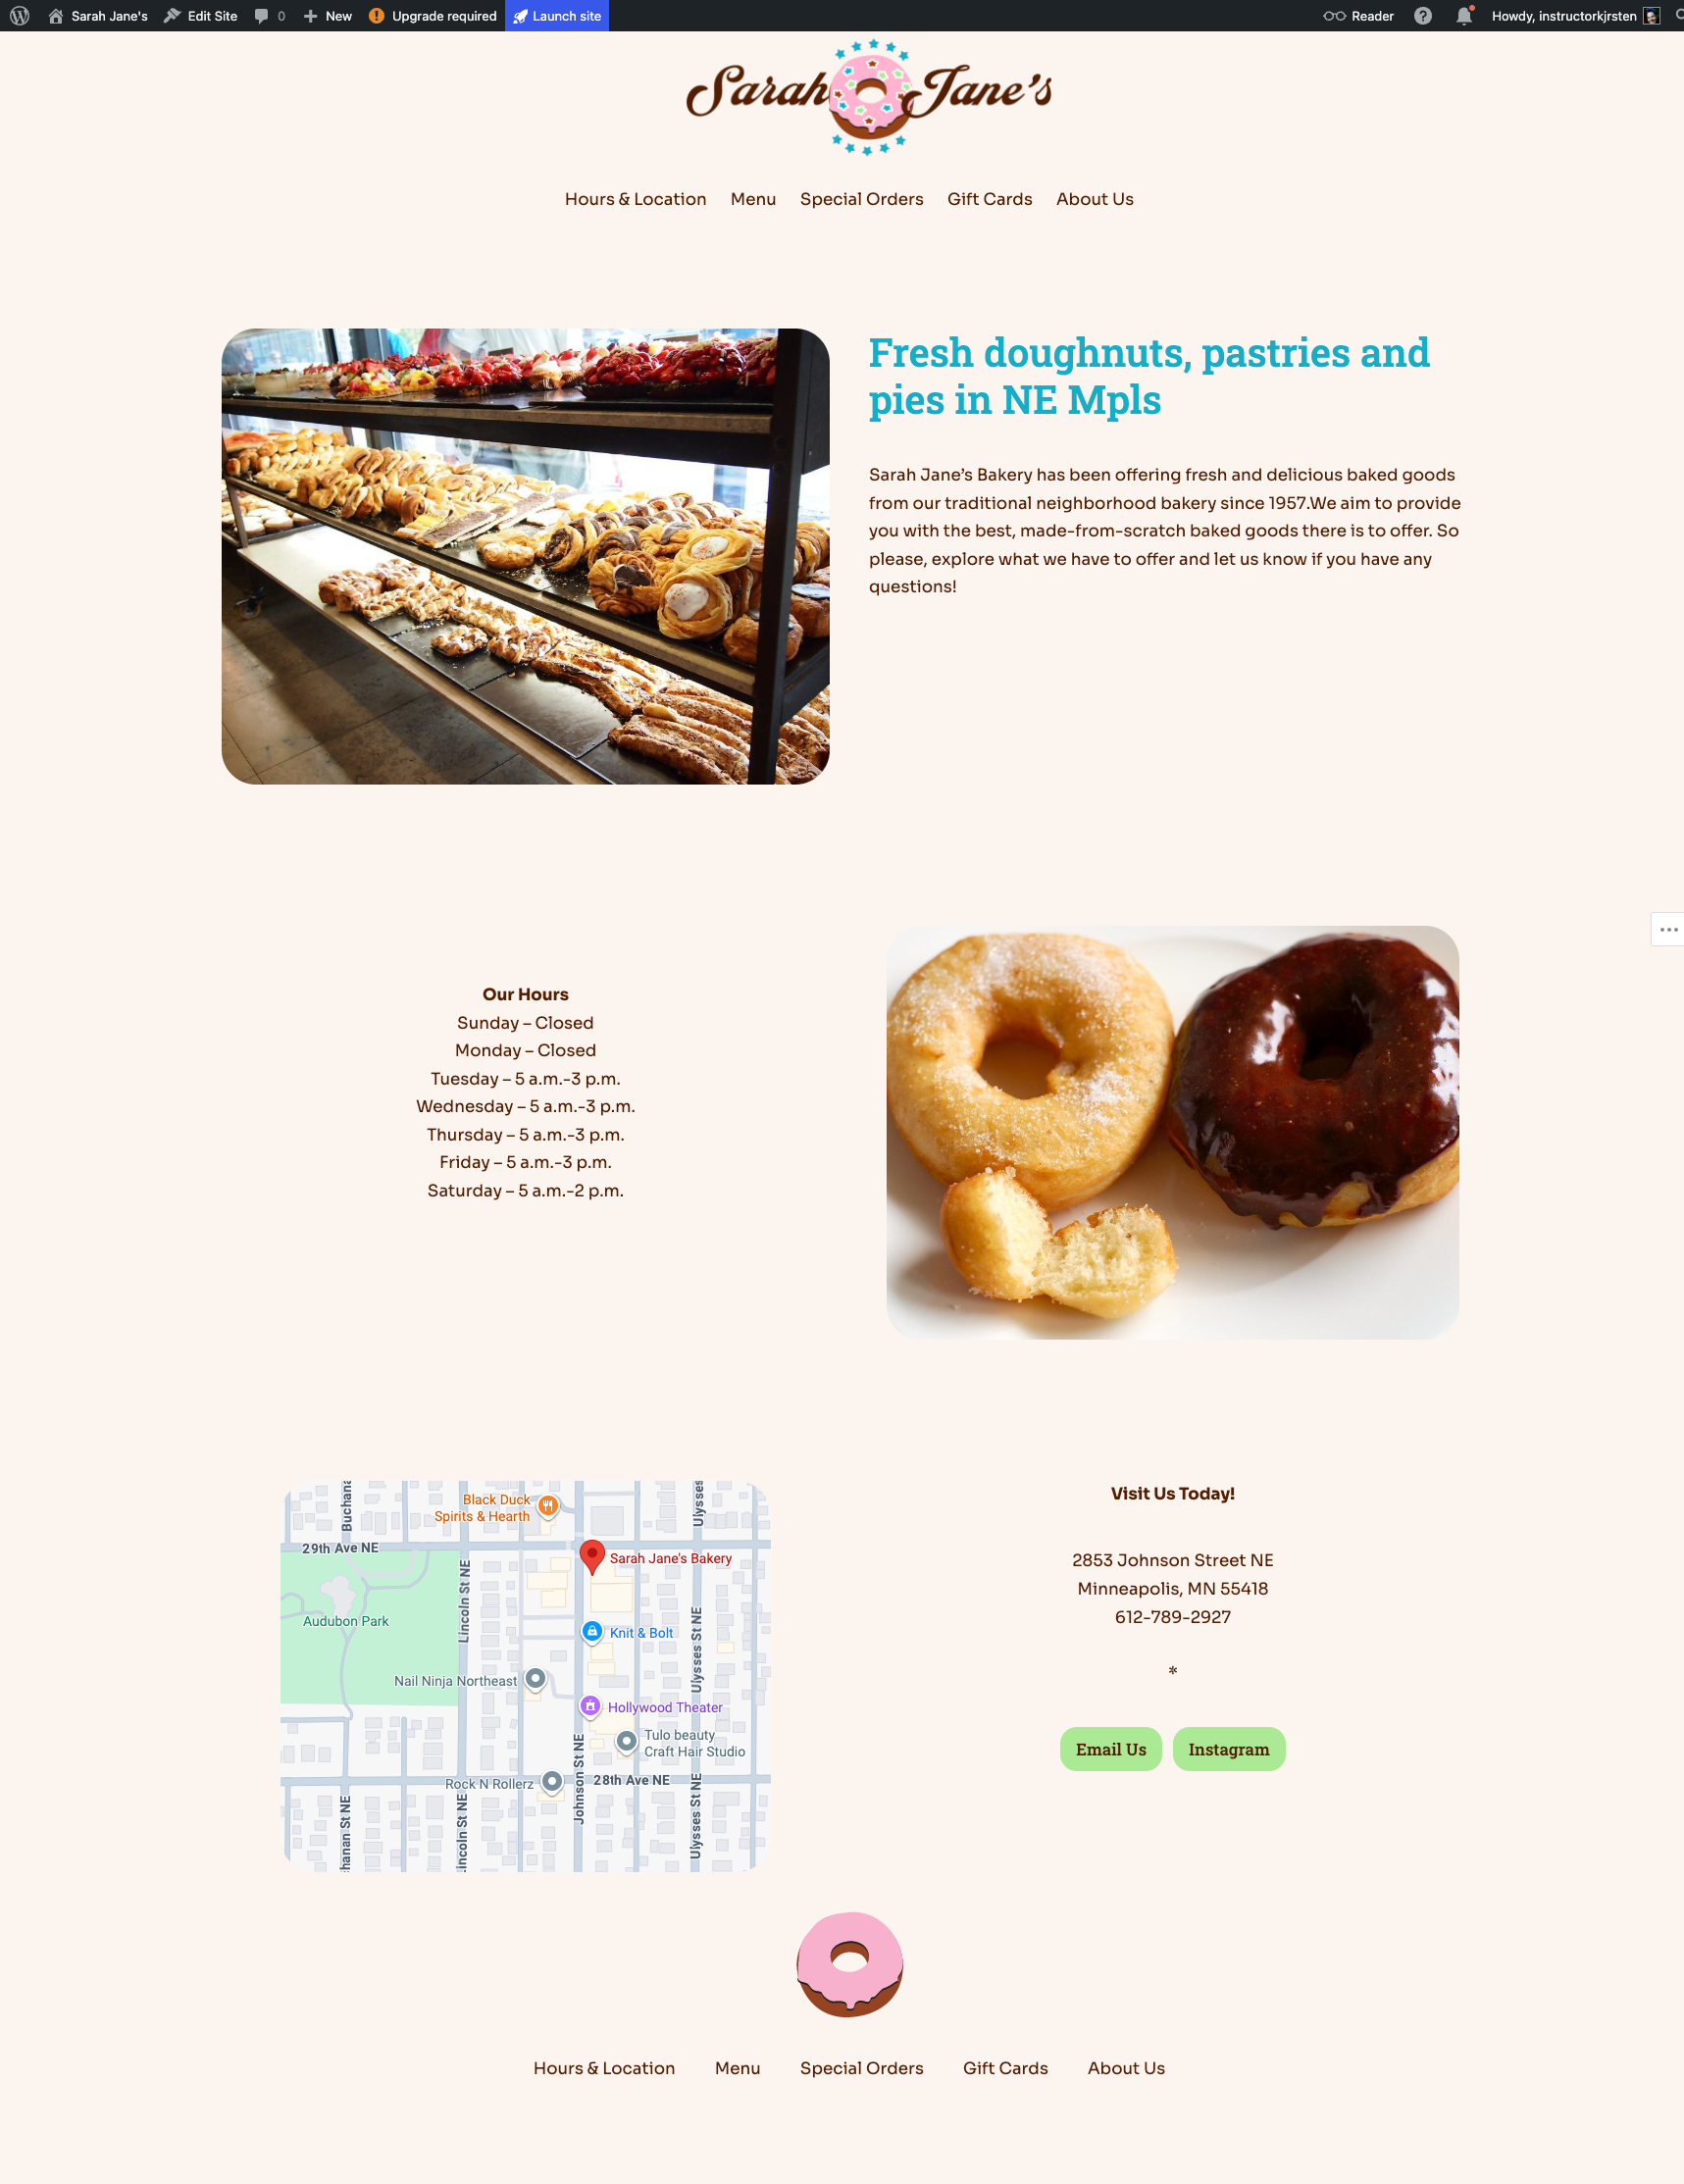 Sarah Jane's Edit Site 0 New Upgrade required Launch site Reader Howdy, instructorkjrsten
Sarah Jane's
Hours & Location Menu Special Orders Gift Cards About Us
Fresh doughnuts, pastries and
pies in NE Mpls
Sarah Jane’s Bakery has been offering fresh and delicious baked goods
from our traditional neighborhood bakery since 1957.We aim to provide
you with the best, made-from-scratch baked goods there is to offer. So
please, explore what we have to offer and let us know if you have any
questions!
Our Hours
Sunday – Closed
Monday – Closed
Tuesday – 5 a.m.-3 p.m.
Wednesday – 5 a.m.-3 p.m.
Thursday – 5 a.m.-3 p.m.
Friday – 5 a.m.-3 p.m.
Saturday – 5 a.m.-2 p.m.
Buchana
Ulysses
Black Duck
Spirits & Hearth
29th Ave NE
Sarah Jane's Bakery
Lincoln St NE
Audubon Park
Knit & Bolt
Ulysses St NE
Nail Ninja Northeast
Hollywood Theater
Tulo beauty
Craft Hair Studio
Johnson St NE
Rock N Rollerz
28th Ave NE
chanan St NE
Lincoln St NE
Ulysses St NE
Visit Us Today!
2853 Johnson Street NE
Minneapolis, MN 55418
612-789-2927
*
Email Us Instagram
Hours & Location Menu Special Orders Gift Cards About Us